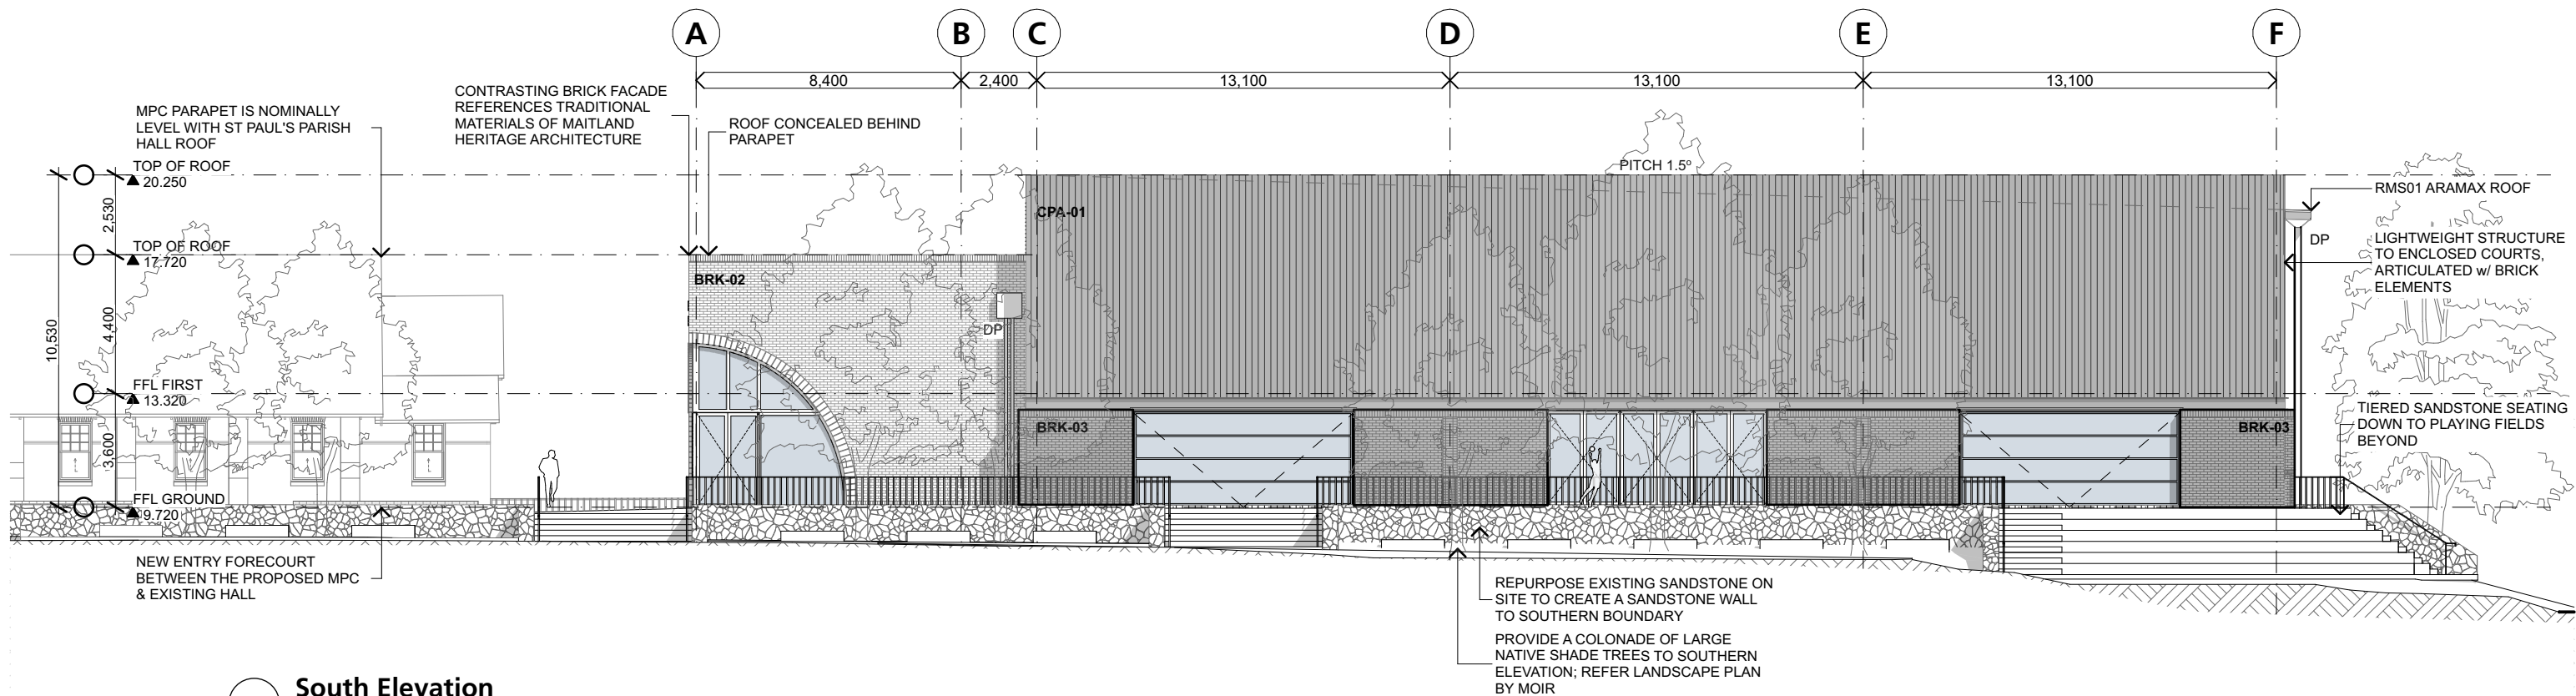 A
B
C
D
E
F
8,400
2,400
13,100
13,100
13,100
MPC PARAPET IS NOMINALLY
LEVEL WITH ST PAUL'S PARISH
HALL ROOF
CONTRASTING BRICK FACADE
REFERENCES TRADITIONAL
MATERIALS OF MAITLAND
HERITAGE ARCHITECTURE
ROOF CONCEALED BEHIND
PARAPET
TOP OF ROOF
20.250
PITCH 1.5º
RMS01 ARAMAX ROOF
2,530
CPA-01
DP
LIGHTWEIGHT STRUCTURE
TO ENCLOSED COURTS,
ARTICULATED w/ BRICK
ELEMENTS
TOP OF ROOF
17.720
BRK-02
DP
10,530
4,400
FFL FIRST
13.320
TIERED SANDSTONE SEATING
DOWN TO PLAYING FIELDS
BEYOND
BRK-03
BRK-03
3,600
FFL GROUND
9.720
NEW ENTRY FORECOURT
BETWEEN THE PROPOSED MPC
& EXISTING HALL
REPURPOSE EXISTING SANDSTONE ON
SITE TO CREATE A SANDSTONE WALL
TO SOUTHERN BOUNDARY
PROVIDE A COLONADE OF LARGE
NATIVE SHADE TREES TO SOUTHERN
ELEVATION; REFER LANDSCAPE PLAN
BY MOIR
South Elevation